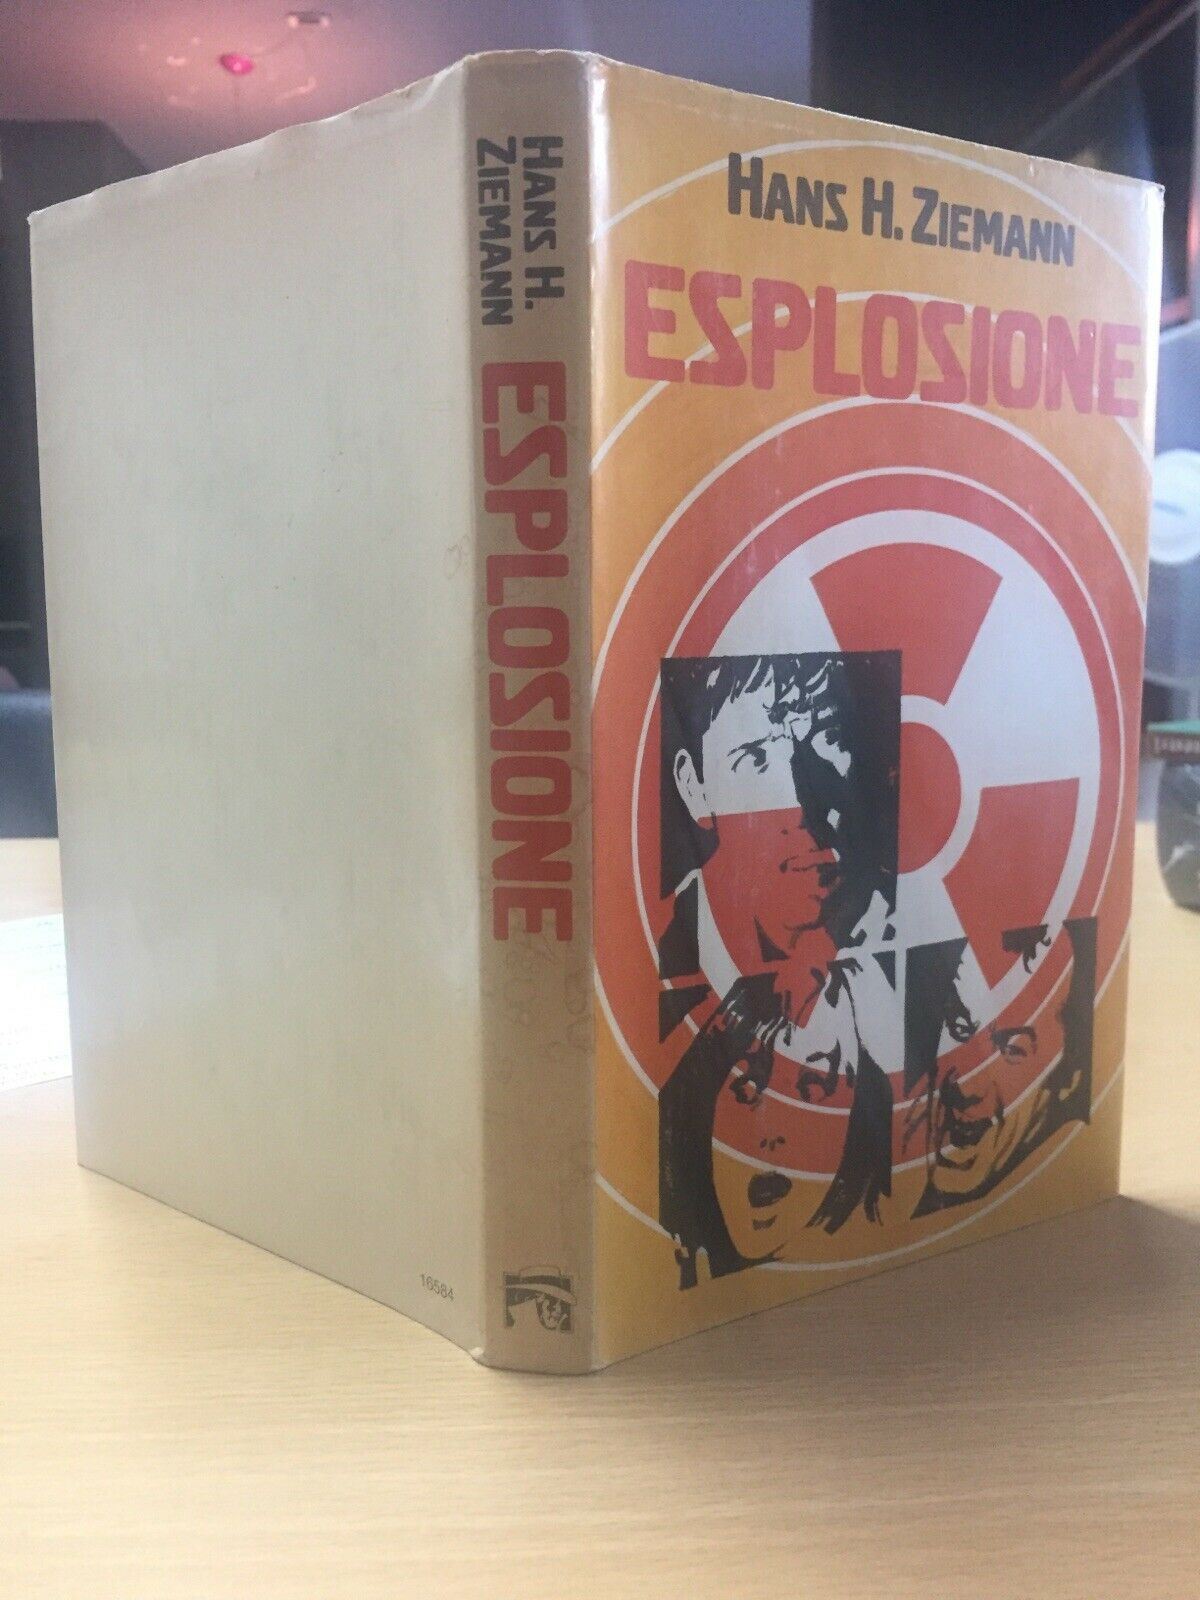 HANS H. ZIEMANN
ESPLOSIONE
HANS H.
ZIEMANN
ESPLOSIONE
16584